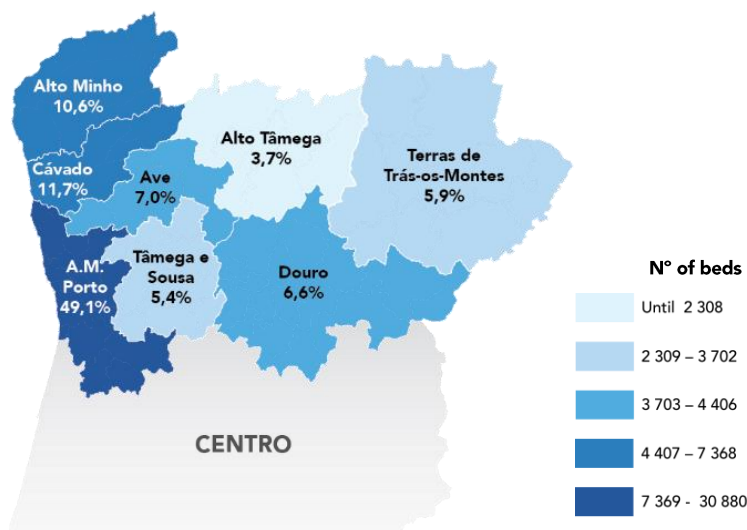 Alto Minho
10,6%
Cávado
11,7%
Ave
7,0%
Alto Tâmega
3,7%
Terras de
Trás-os-Montes
5,9%
A.M.
Porto
49,1%
Tâmega e
Sousa
5,4%
Douro
6,6%
CENTRO
Nº of beds
Until 2 308
2 309 – 3 702
3 703 – 4 406
4 407 – 7 368
7 369 - 30 880